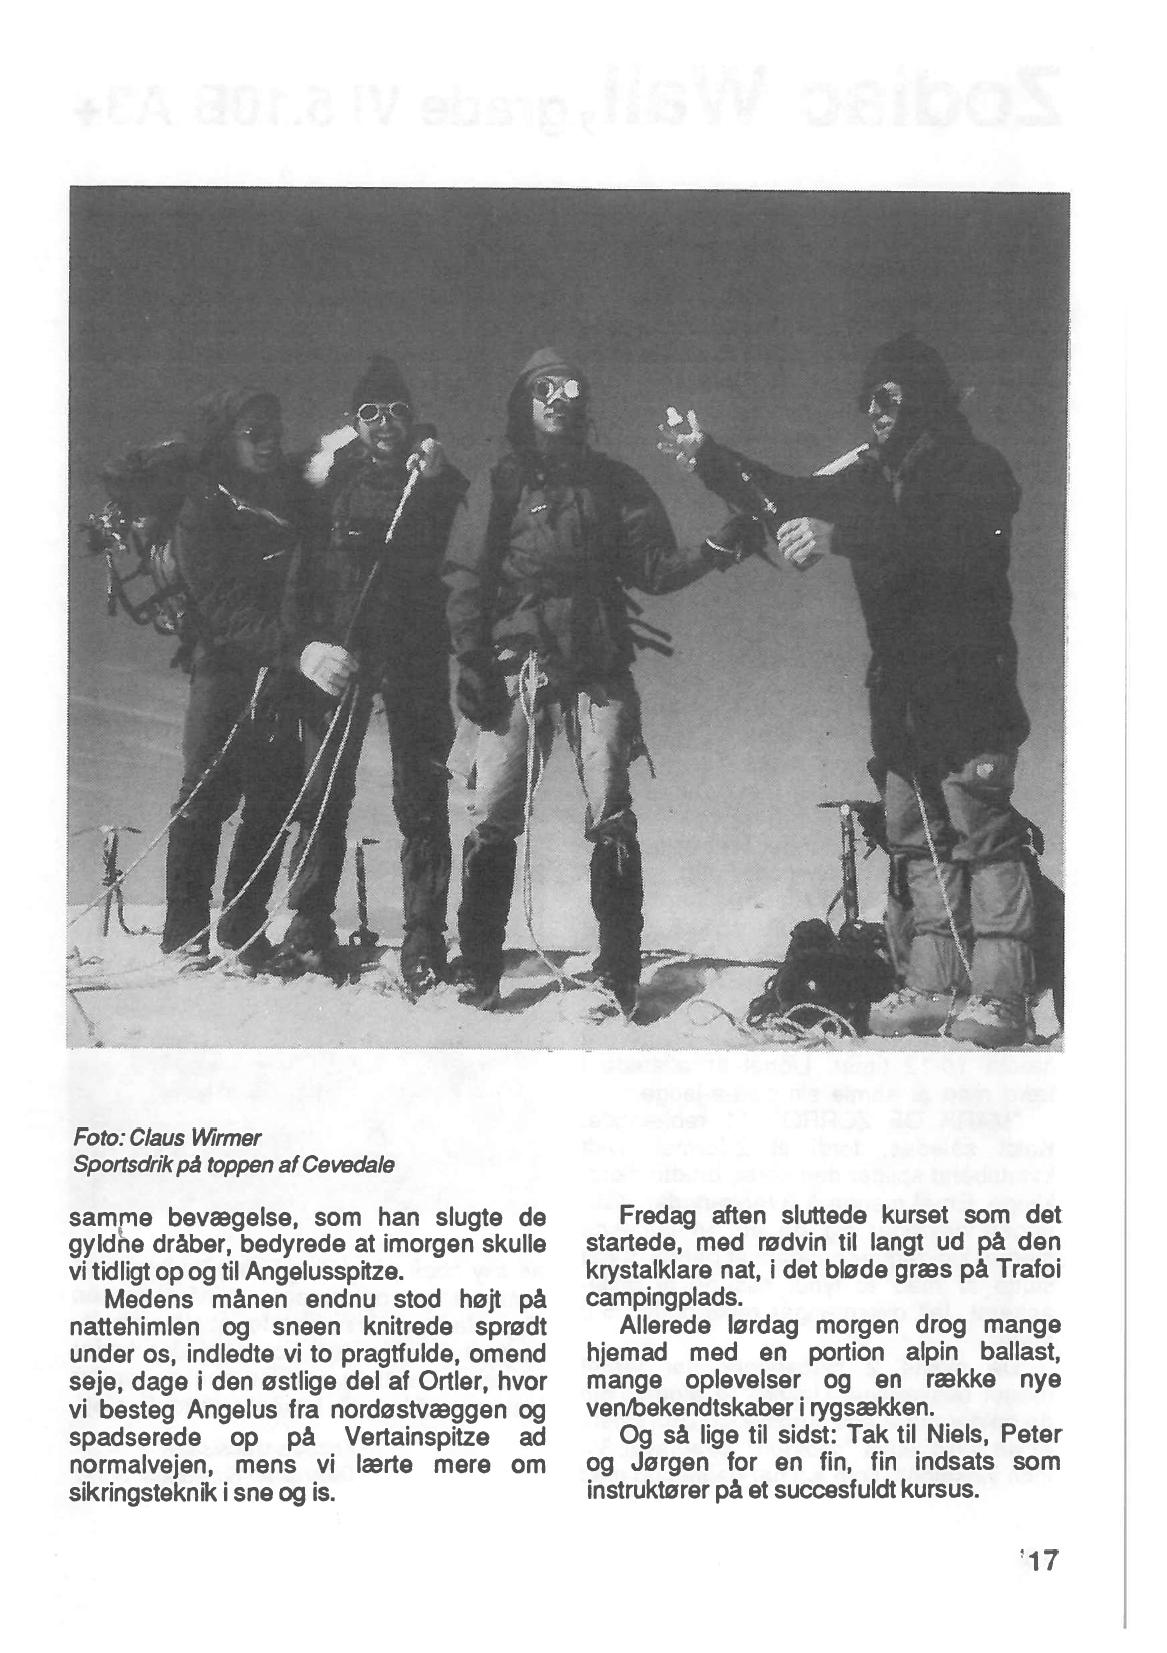 Zodiac Wall, grade VI 5.10B A3+
Foto: Claus Wirmer
Sportsdrik på toppen af Cevedale
samme bevægelse, som han slugte de
gyldne dråber, bedyrede at imorgen skulle
vi tidligt op og til Angelusspitze.
Medens månen endnu stod højt på
nattehimlen og sneen knitrede sprødt
under os, indledte vi to pragtfulde, omend
seje, dage i den østlige del af Ortler, hvor
vi besteg Angelus fra nordøstvæggen og
spadserede op på Vertainspitze ad
normalvejen, mens vi lærte mere om
sikringsteknik i sne og is.
Fredag aften sluttede kurset som det
startede, med rødvin til langt ud på den
krystalklare nat, i det bløde græs på Trafoi
campingplads.
Allerede lørdag morgen drog mange
hjemad med en portion alpin ballast,
mange oplevelser og en række nye
ven/bekendtskaber i rygsækken.
Og så lige til sidst: Tak til Niels, Peter
og Jørgen for en fin, fin indsats som
instruktører på et succesfuldt kursus.
17